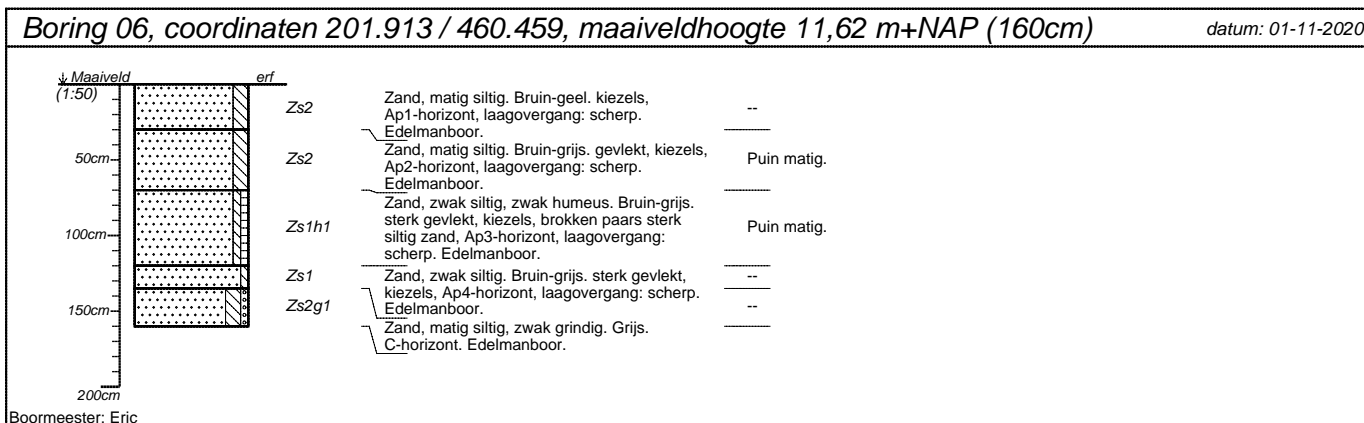 Boring 06, coordinaten 201.913 / 460.459, maaiveldhoogte 11,62 m+NAP (160cm)
datum: 01-11-2020
Maaiveld
erf
(1:50)
Zs2
Zand, matig siltig. Bruin-geel. kiezels,
Ap1-horizont, laagovergang: scherp.
Edelmanboor.
--
50cm
Zs2
Zand, matig siltig. Bruin-grijs. gevlekt, kiezels,
Ap2-horizont, laagovergang: scherp.
Edelmanboor.
Puin matig.
100cm
Zs1h1
Zand, zwak siltig, zwak humeus. Bruin-grijs.
sterk gevlekt, kiezels, brokken paars sterk
siltig zand, Ap3-horizont, laagovergang:
scherp. Edelmanboor.
Puin matig.
Zs1
Zand, zwak siltig. Bruin-grijs. sterk gevlekt,
kiezels, Ap4-horizont, laagovergang: scherp.
Edelmanboor.
--
150cm
Zs2g1
Zand, matig siltig, zwak grindig. Grijs.
C-horizont. Edelmanboor.
--
200cm
Boormeester: Eric